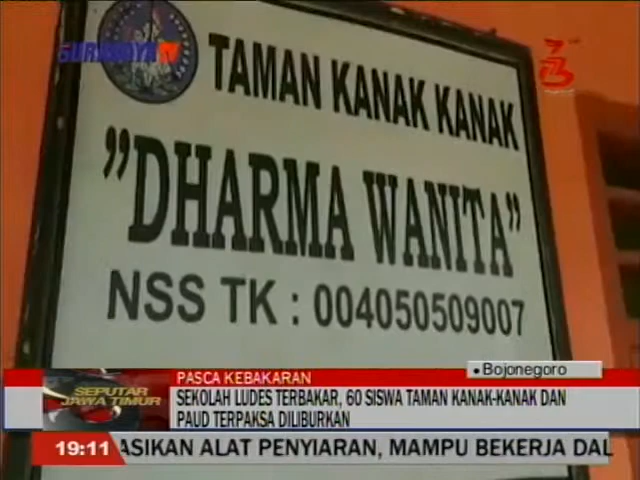 SURABAYA TV
TAMAN KANAK KANAK
"DHARMA WANITA"
NSS TK : 004050509007
Bojonegoro
SEPUTAR
JAWA TIMUR
PASCA KEBAKARAN
SEKOLAH LUDES TERBAKAR, 60 SISWA TAMAN KANAK-KANAK DAN
PAUD TERPAKSA DILIBURKAN
19:11 ASIKAN ALAT PENYIARAN, MAMPU BEKERJA DAL